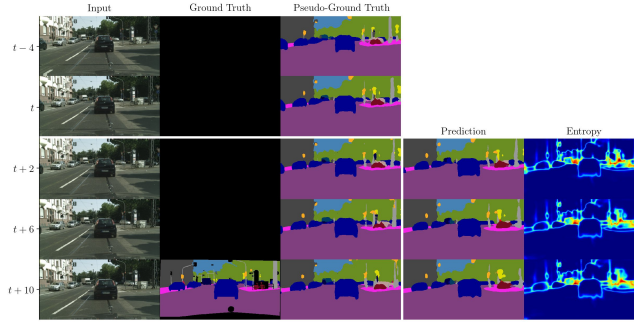 Input Ground Truth Pseudo-Ground Truth
t − 4
t
Prediction Entropy
t + 2
t + 6
t + 10